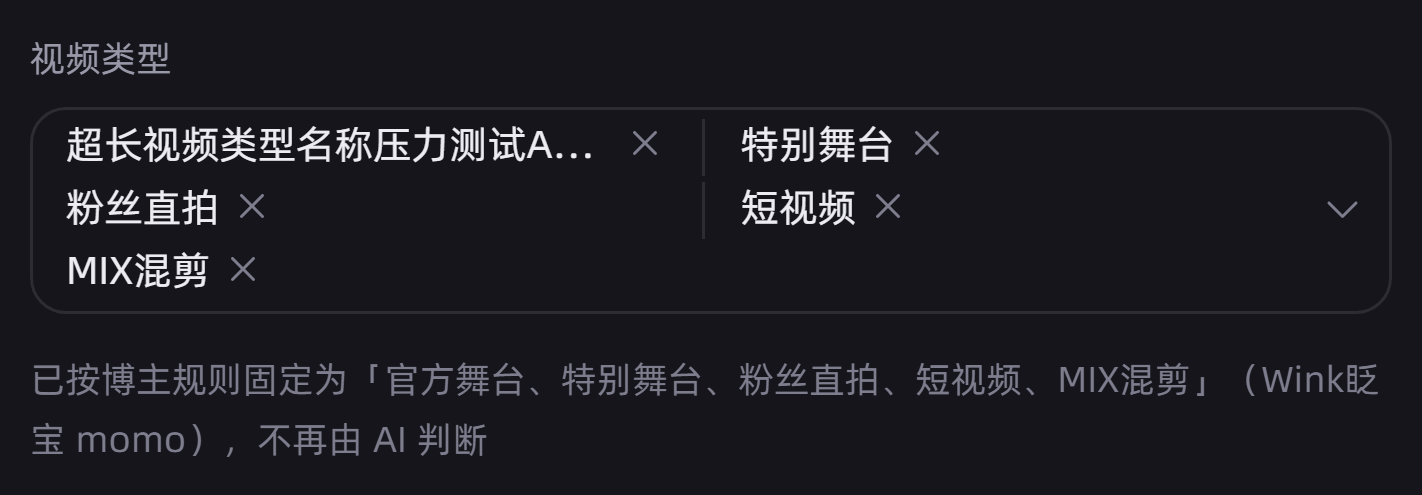 视频类型
超长视频类型名称压力测试A... 特别舞台
粉丝直拍 短视频
MIX混剪
已按博主规则固定为「官方舞台、特别舞台、粉丝直拍、短视频、MIX混剪」（Wink眨
宝 momo），不再由 AI 判断